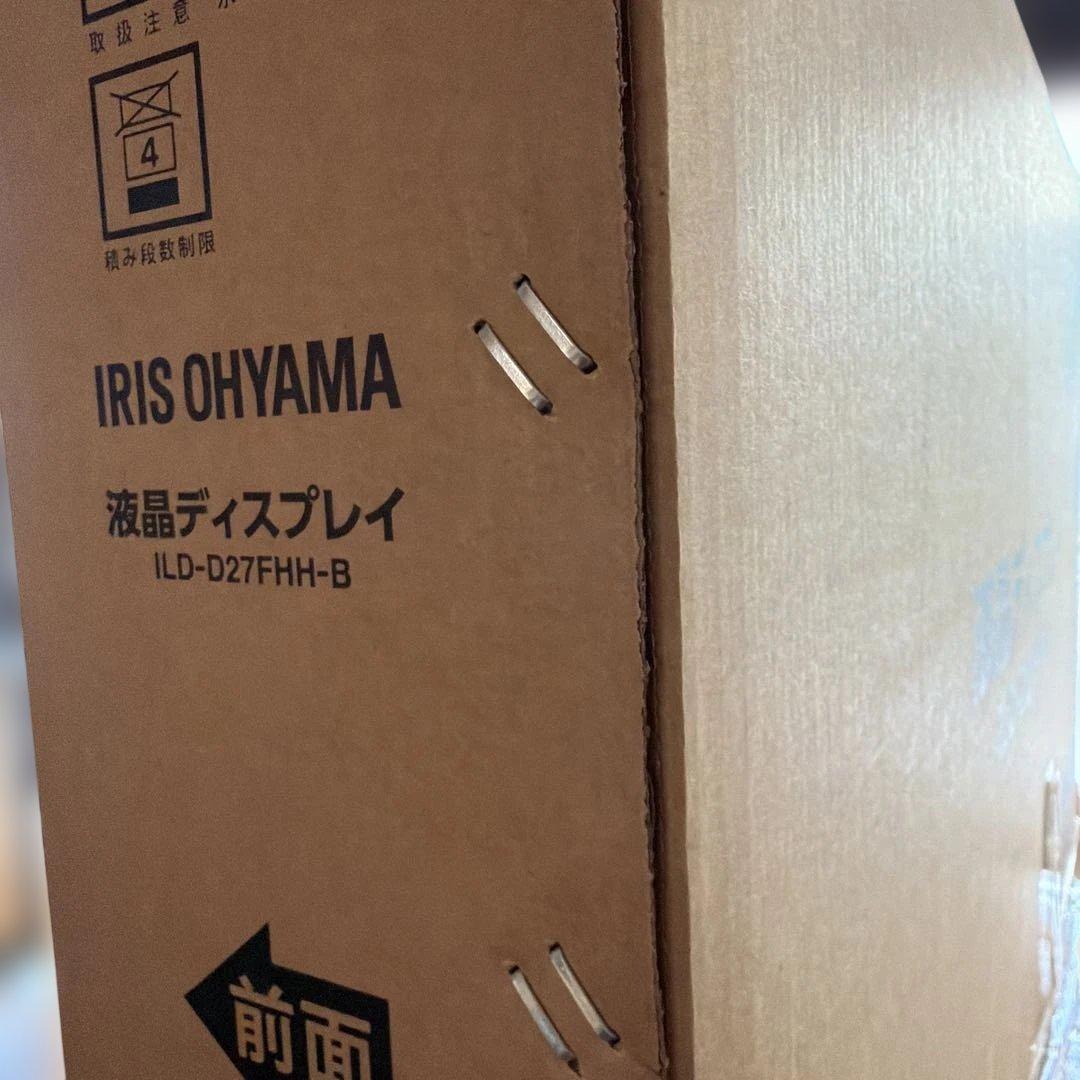 取扱注意
4
積み段数制限
IRIS OHYAMA
液晶ディスプレイ
ILD-D27FHH-B
前面